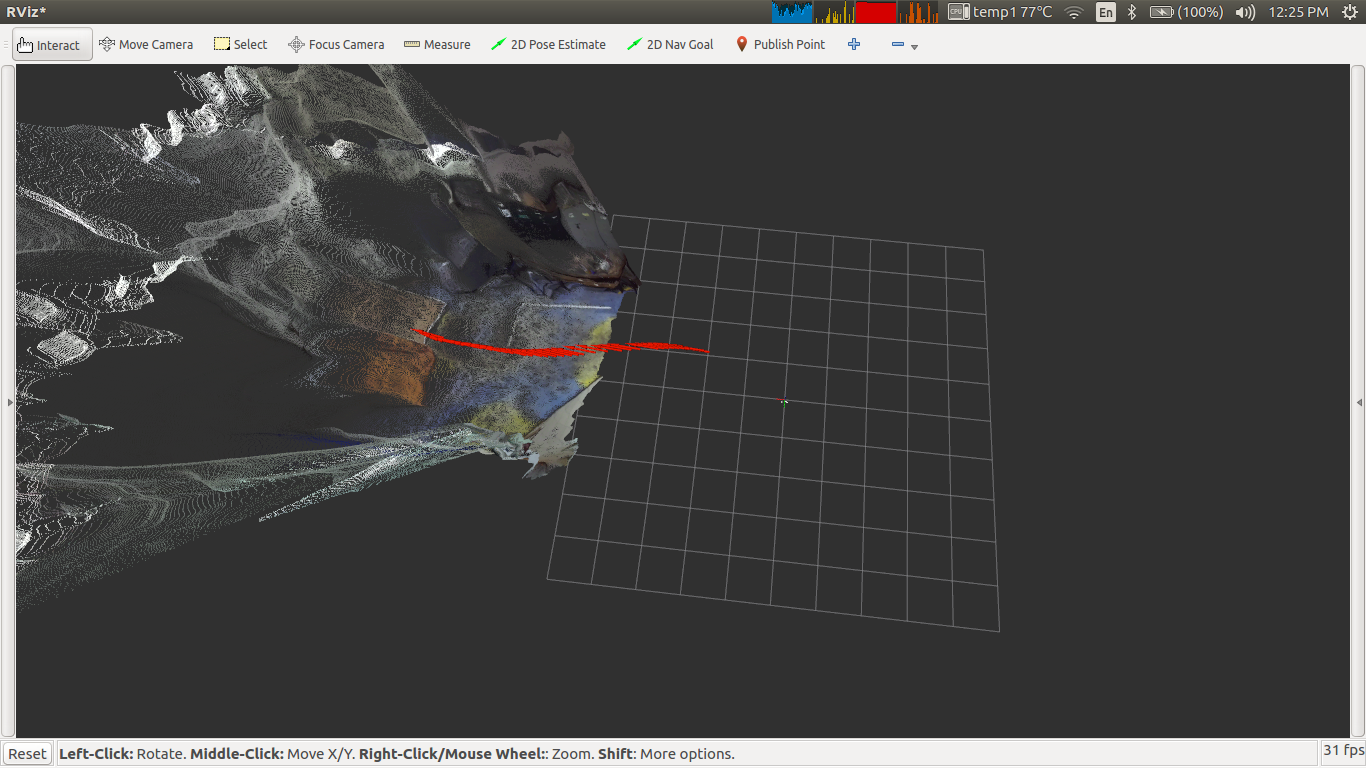 RViz*
CPU temp1 77°C En (100%) 12:25 PM
Interact Move Camera Select Focus Camera Measure 2D Pose Estimate 2D Nav Goal Publish Point
Reset Left-Click: Rotate. Middle-Click: Move X/Y. Right-Click/Mouse Wheel:: Zoom. Shift: More options. 31 fps